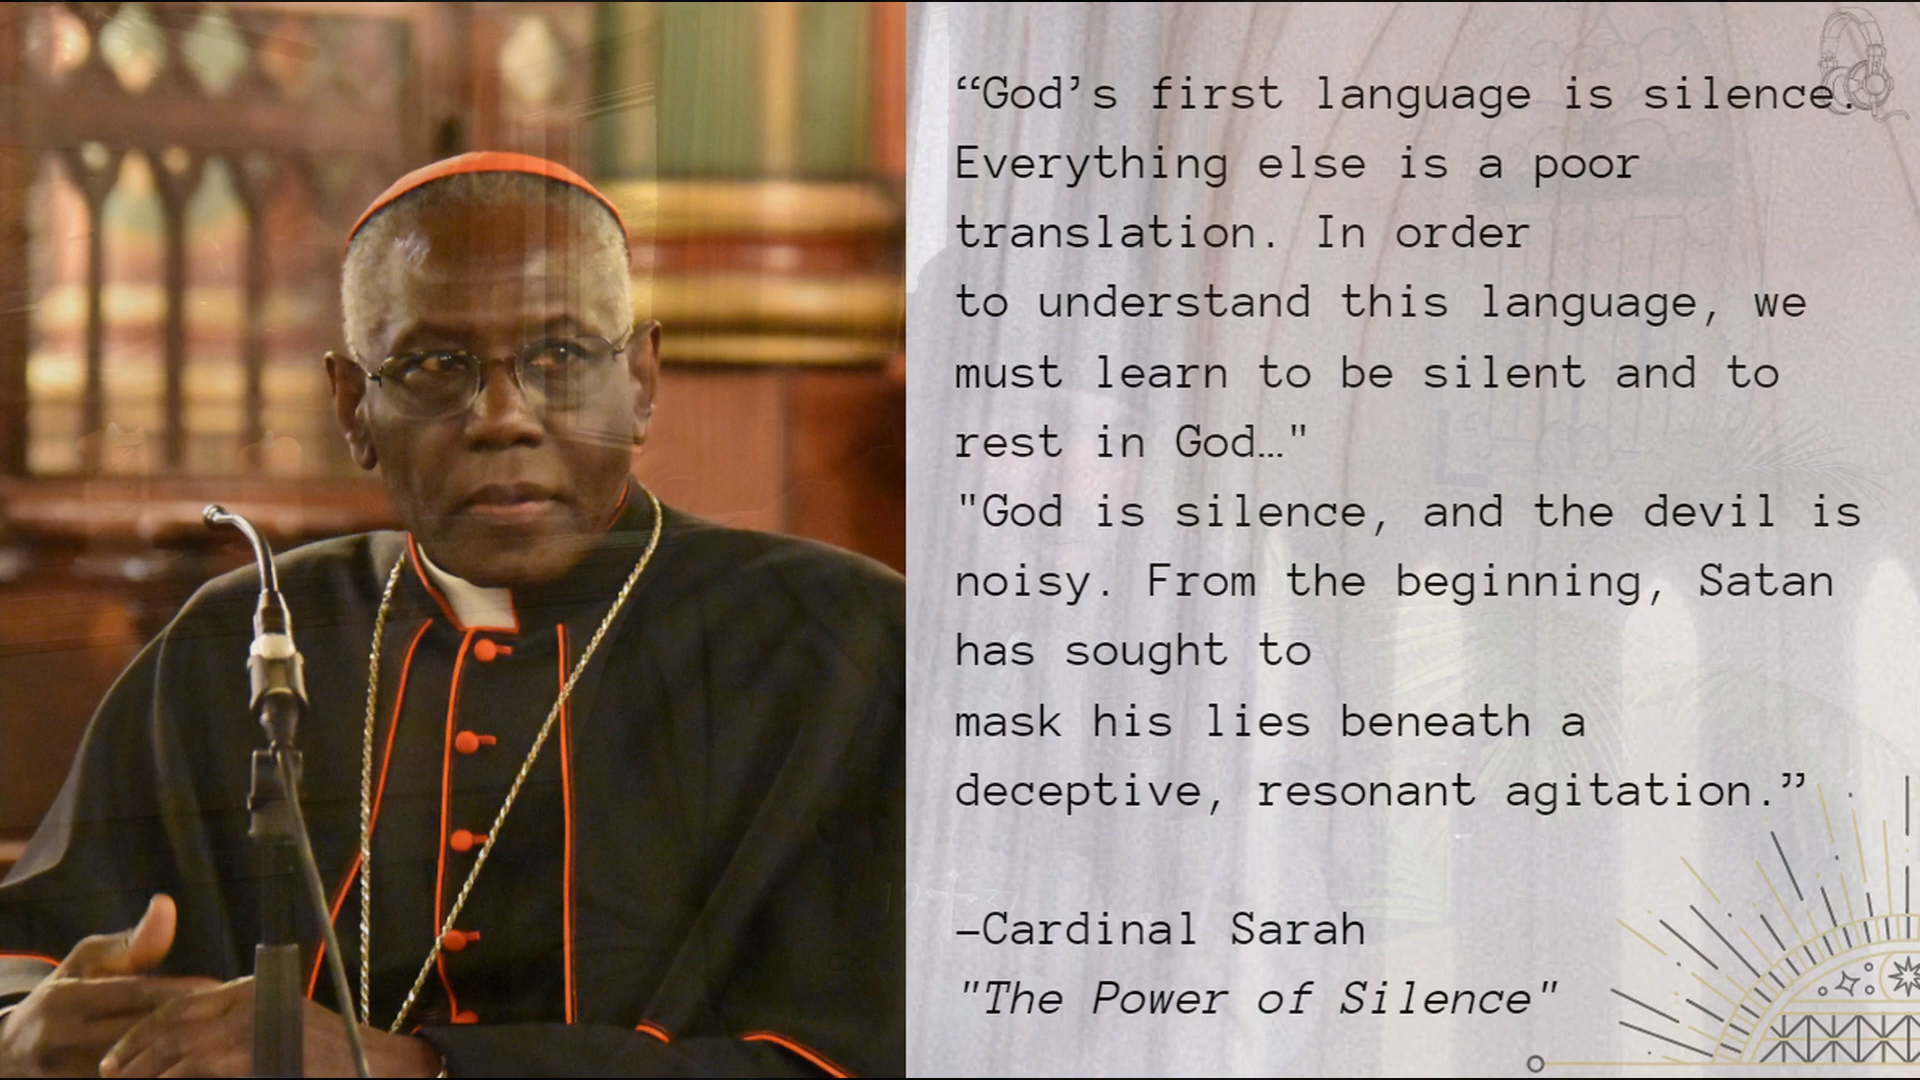 “God’s first language is silence.
Everything else is a poor
translation. In order
to understand this language, we
must learn to be silent and to
rest in God…"
"God is silence, and the devil is
noisy. From the beginning, Satan
has sought to
mask his lies beneath a
deceptive, resonant agitation.”
–Cardinal Sarah
"The Power of Silence"